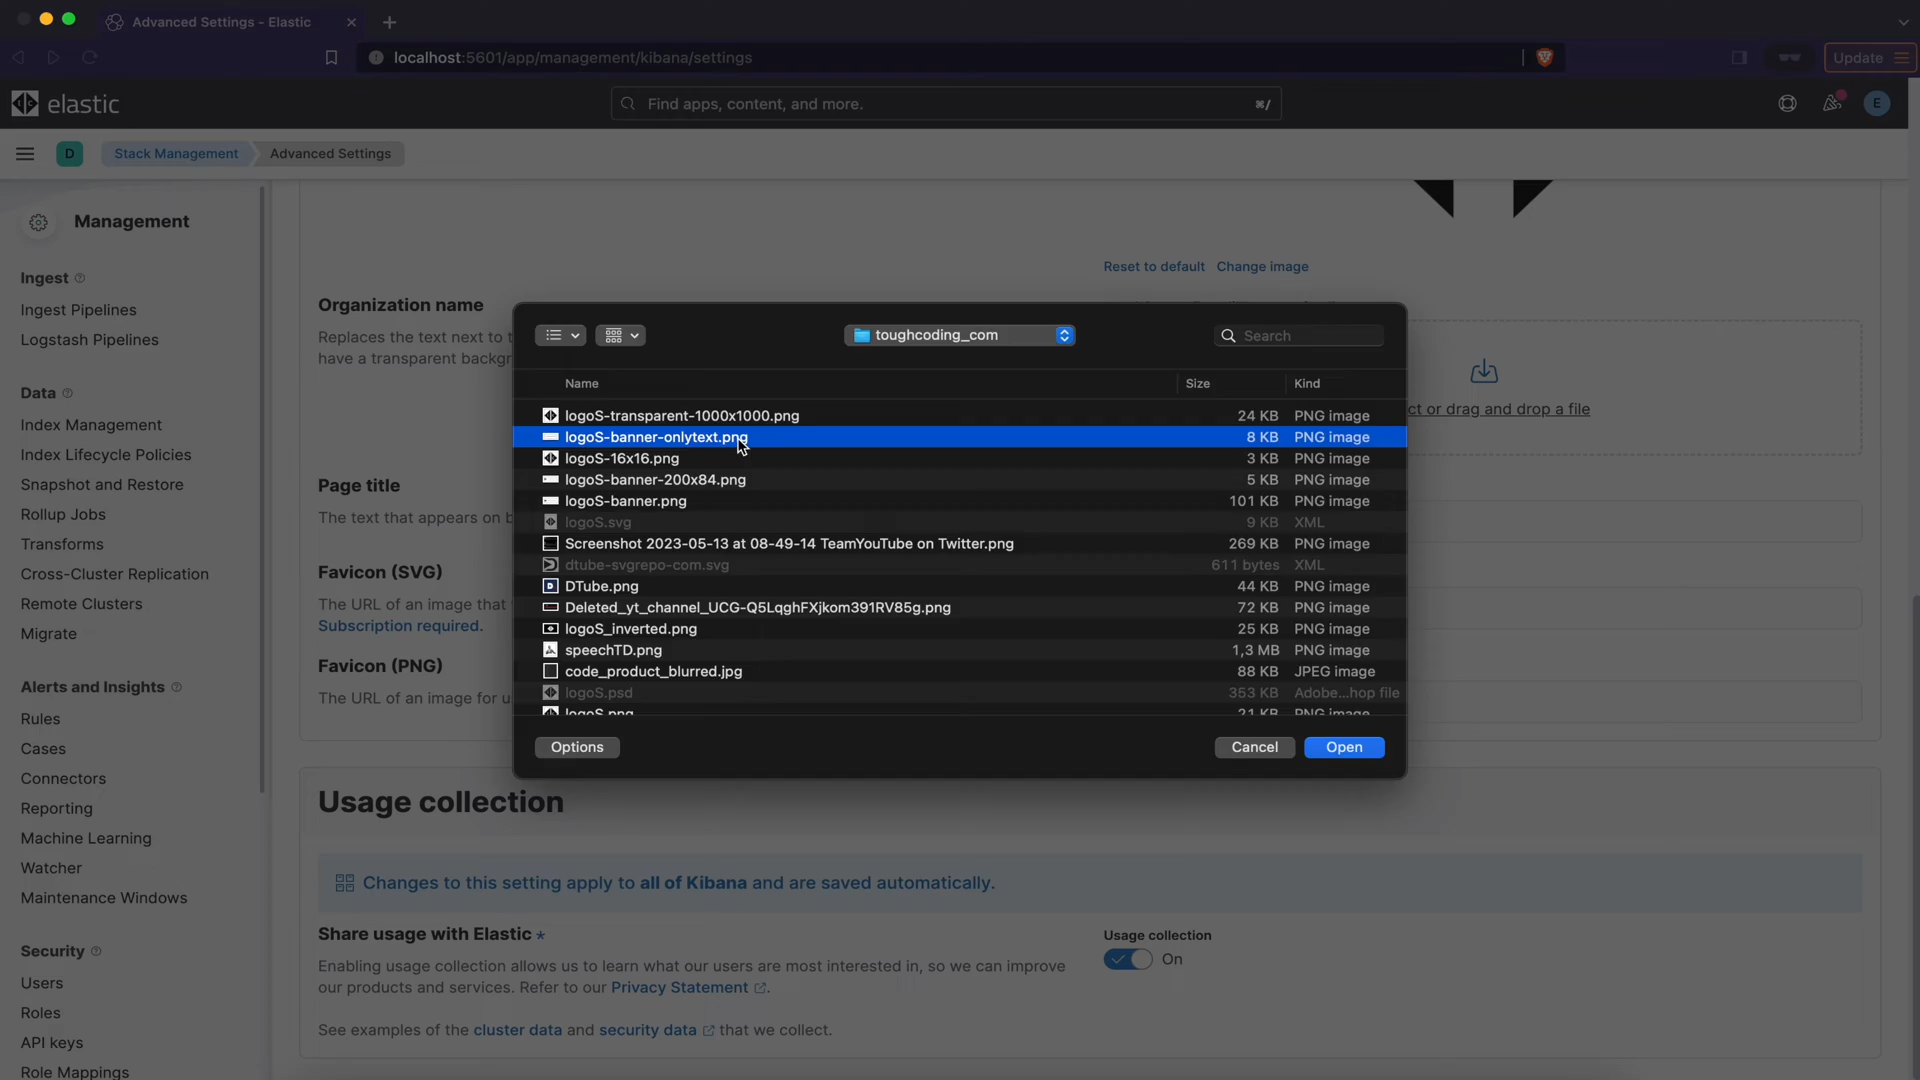 Advanced Settings - Elastic
localhost:5601/app/management/kibana/settings
Update
elastic
Find apps, content, and more.
⌘/
E
D
Stack Management
Advanced Settings
Management
Ingest
Ingest Pipelines
Logstash Pipelines
Data
Index Management
Index Lifecycle Policies
Snapshot and Restore
Rollup Jobs
Transforms
Cross-Cluster Replication
Remote Clusters
Migrate
Alerts and Insights
Rules
Cases
Connectors
Reporting
Machine Learning
Watcher
Maintenance Windows
Security
Users
Roles
API keys
Role Mappings
Reset to default Change image
Organization name
Replaces the text next to t
have a transparent backgr
ct or drag and drop a file
Page title
The text that appears on b
Favicon (SVG)
The URL of an image that
Subscription required.
Favicon (PNG)
The URL of an image for u
toughcoding_com
Search
Name Size Kind
logoS-transparent-1000x1000.png 24 KB PNG image
logoS-banner-onlytext.png 8 KB PNG image
logoS-16x16.png 3 KB PNG image
logoS-banner-200x84.png 5 KB PNG image
logoS-banner.png 101 KB PNG image
logoS.svg 9 KB XML
Screenshot 2023-05-13 at 08-49-14 TeamYouTube on Twitter.png 269 KB PNG image
dtube-svgrepo-com.svg 611 bytes XML
DTube.png 44 KB PNG image
Deleted_yt_channel_UCG-Q5LqghFXjkom391RV85g.png 72 KB PNG image
logoS_inverted.png 25 KB PNG image
speechTD.png 1,3 MB PNG image
code_product_blurred.jpg 88 KB JPEG image
logoS.psd 353 KB Adobe...hop file
logoS.png 21 KB PNG image
Options
Cancel
Open
Usage collection
Changes to this setting apply to all of Kibana and are saved automatically.
Share usage with Elastic *
Enabling usage collection allows us to learn what our users are most interested in, so we can improve
our products and services. Refer to our Privacy Statement .
See examples of the cluster data and security data that we collect.
Usage collection
On